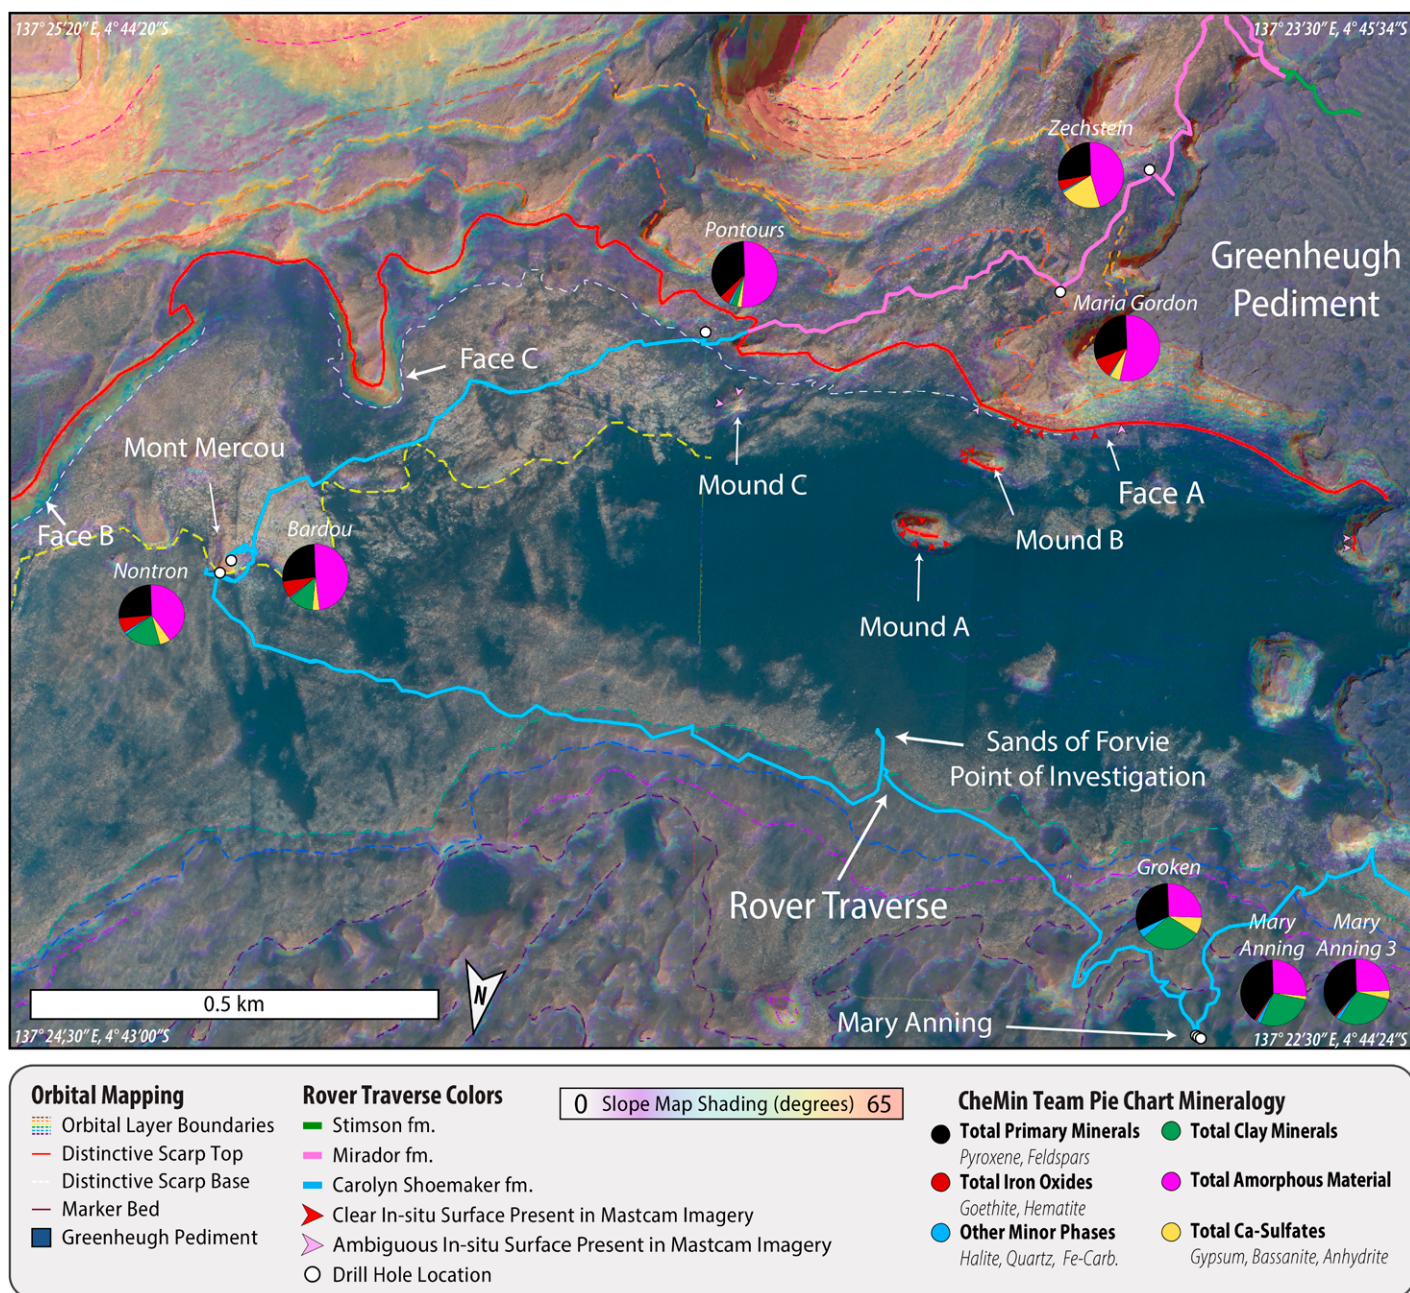 137° 25′20″ E, 4° 44′20″S
137° 23′30″ E, 4° 45′34″S
Zechstein
Pontours
Greenheugh
Pediment
Maria Gordon
Face C
Mont Mercou
Mound C
Face A
Face B
Bardou
Mound B
Nontron
Mound A
Sands of Forvie
Point of Investigation
Groken
Rover Traverse
Mary
Anning
Mary
Anning 3
N
0.5 km
Mary Anning
137° 24′30″ E, 4° 43′00″S
137° 22′30″ E, 4° 44′24″S
Orbital Mapping
Orbital Layer Boundaries
Distinctive Scarp Top
Distinctive Scarp Base
Marker Bed
Greenheugh Pediment
Rover Traverse Colors
Stimson fm.
Mirador fm.
Carolyn Shoemaker fm.
Clear In-situ Surface Present in Mastcam Imagery
Ambiguous In-situ Surface Present in Mastcam Imagery
Drill Hole Location
0 Slope Map Shading (degrees) 65
CheMin Team Pie Chart Mineralogy
Total Primary Minerals
Pyroxene, Feldspars
Total Iron Oxides
Goethite, Hematite
Other Minor Phases
Halite, Quartz, Fe-Carb.
Total Clay Minerals
Total Amorphous Material
Total Ca-Sulfates
Gypsum, Bassanite, Anhydrite